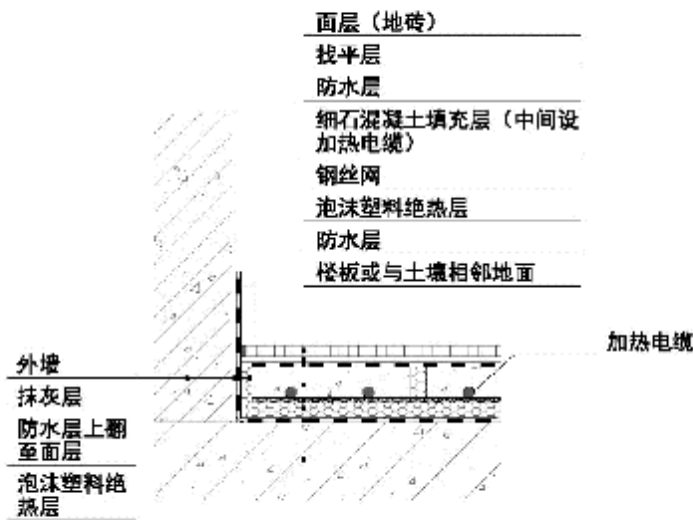 面层（地砖）
找平层
防水层
细石混凝土填充层（中间设
加热电缆）
钢丝网
泡沫塑料绝热层
防水层
楼板或与土壤相邻地面
加热电缆
外墙
抹灰层
防水层上翻
至面层
泡沫塑料绝
热层